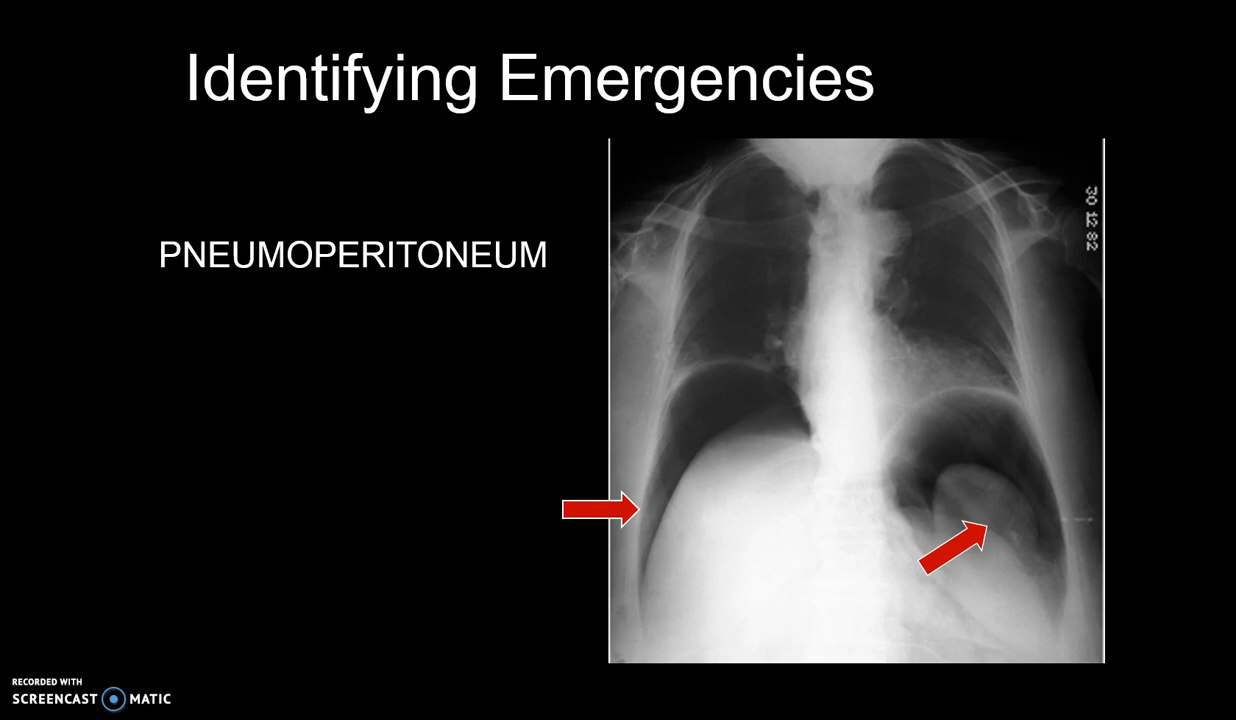 Identifying Emergencies
PNEUMOPERITONEUM
30 12 82
RECORDED WITH
SCREENCAST MATIC